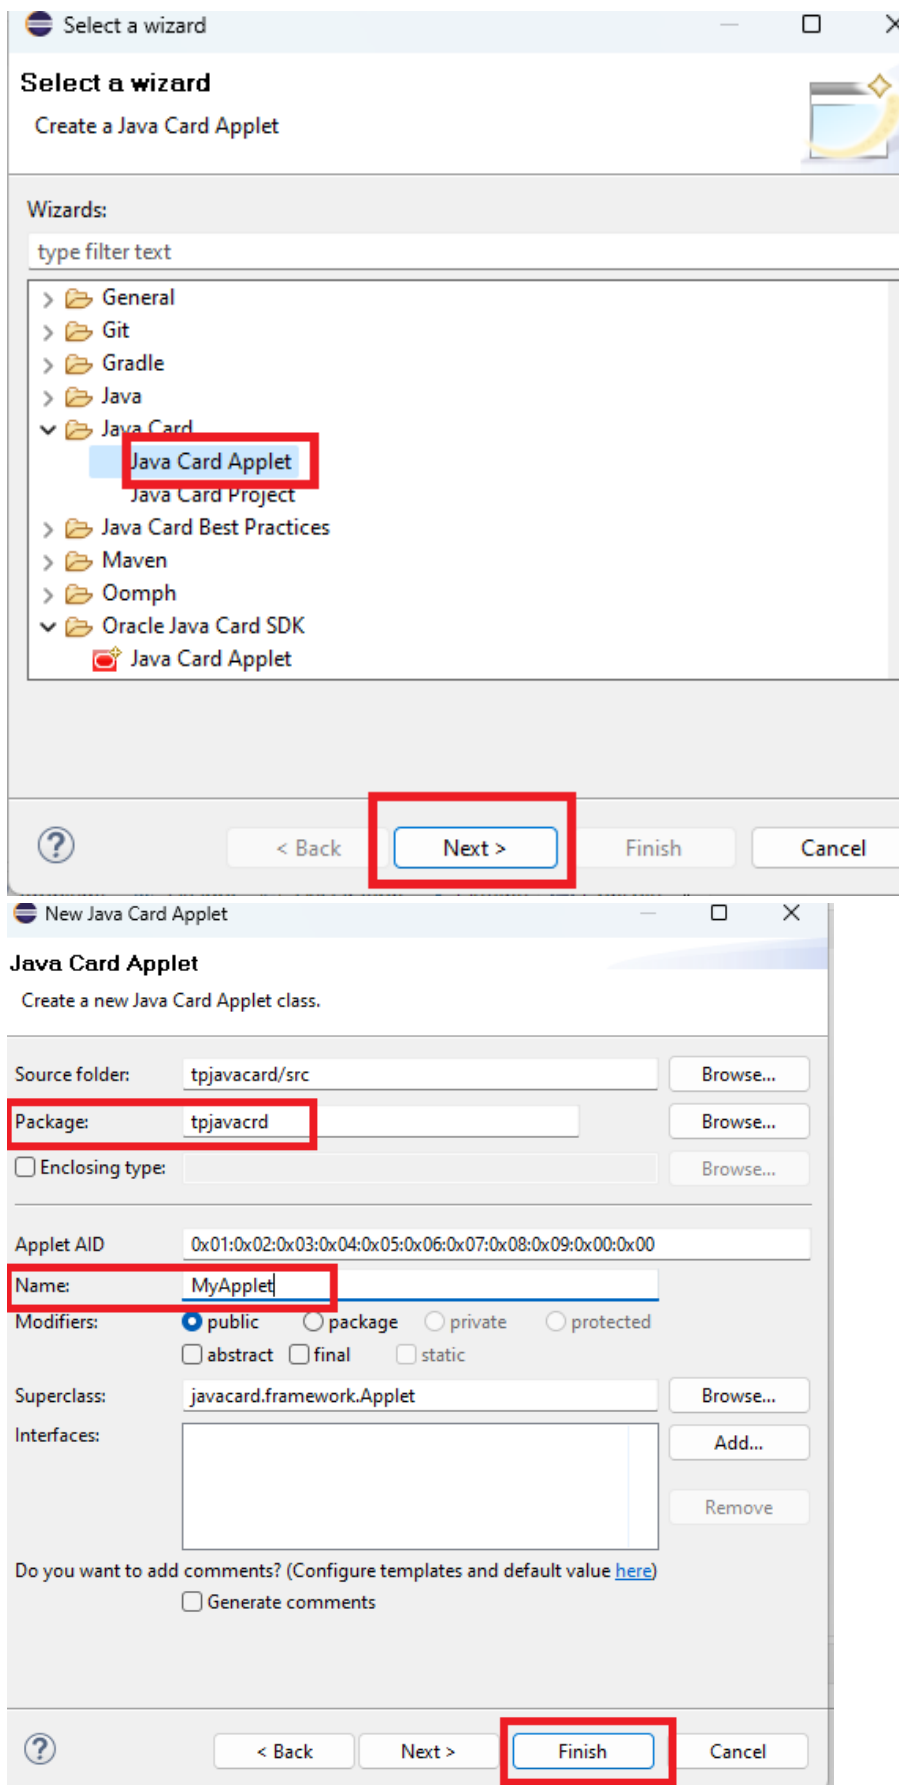 Select a wizard
Select a wizard
Create a Java Card Applet
Wizards:
type filter text
General
Git
Gradle
Java
Java Card
Java Card Applet
Java Card Project
Java Card Best Practices
Maven
Oomph
Oracle Java Card SDK
Java Card Applet
< Back Next > Finish Cancel
New Java Card Applet
Java Card Applet
Create a new Java Card Applet class.
Source folder: tpjavacard/src Browse...
Package: tpjavacrd Browse...
Enclosing type: Browse...
Applet AID 0x01:0x02:0x03:0x04:0x05:0x06:0x07:0x08:0x09:0x00:0x00
Name: MyApplet
Modifiers: public package private protected
abstract final static
Superclass: javacard.framework.Applet Browse...
Interfaces: Add...
Remove
Do you want to add comments? (Configure templates and default value here)
Generate comments
< Back Next > Finish Cancel